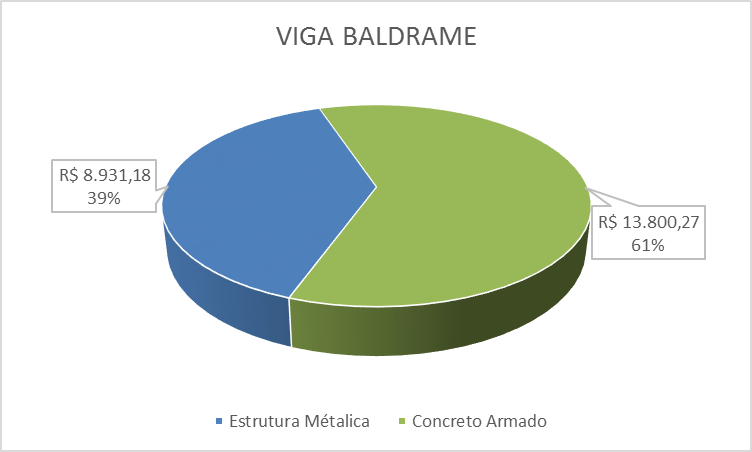 VIGA BALDRAME
R$ 8.931,18
39%
R$ 13.800,27
61%
Estrutura Métalica
Concreto Armado